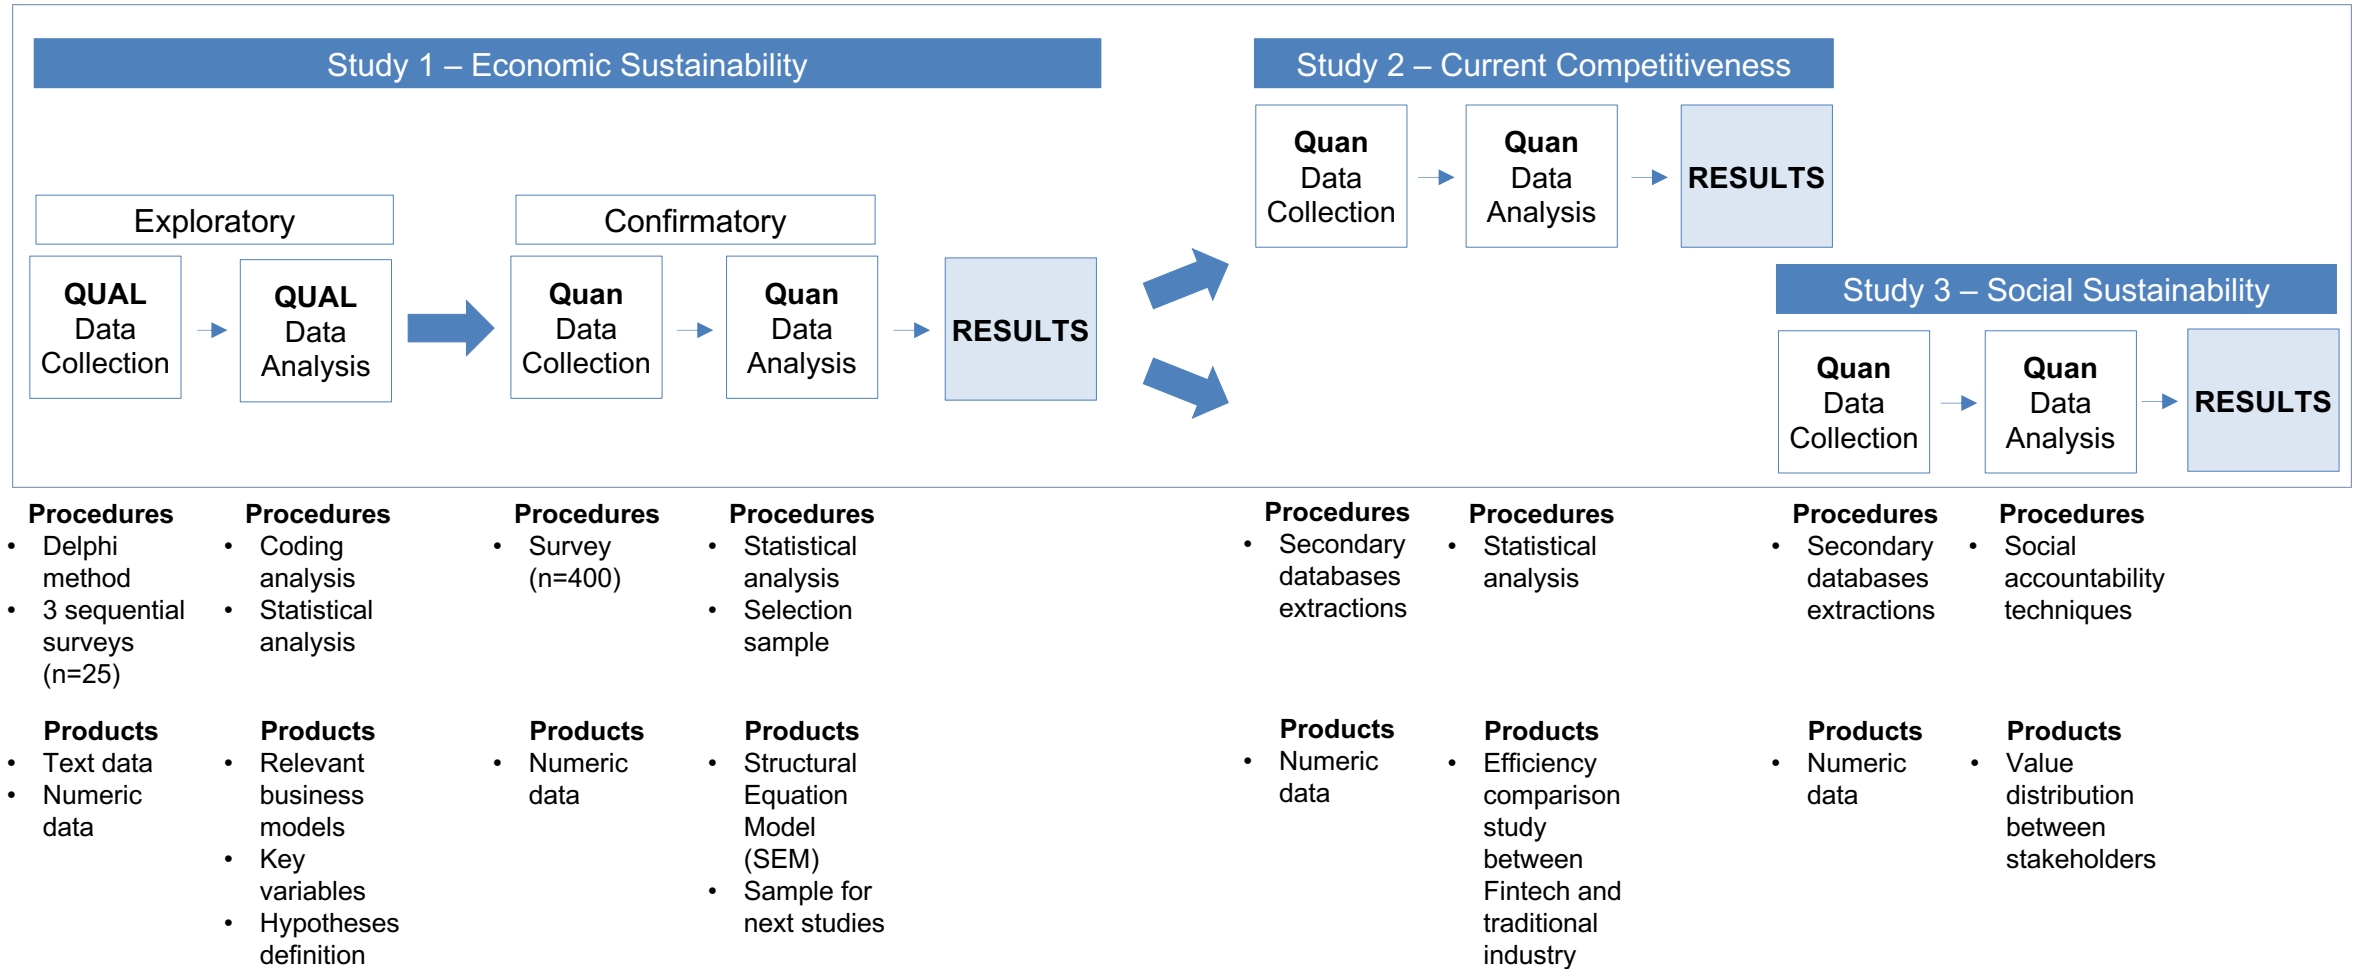 Study 1 – Economic Sustainability
Exploratory
QUAL
Data
Collection
QUAL
Data
Analysis
Confirmatory
Quan
Data
Collection
Quan
Data
Analysis
RESULTS
Study 2 – Current Competitiveness
Quan
Data
Collection
Quan
Data
Analysis
RESULTS
Study 3 – Social Sustainability
Quan
Data
Collection
Quan
Data
Analysis
RESULTS
Procedures
• Delphi
method
• 3 sequential
surveys
(n=25)
Procedures
• Coding
analysis
• Statistical
analysis
Procedures
• Survey
(n=400)
Procedures
• Statistical
analysis
• Selection
sample
Procedures
• Secondary
databases
extractions
Procedures
• Statistical
analysis
Procedures
• Secondary
databases
extractions
Procedures
• Social
accountability
techniques
Products
• Text data
• Numeric
data
Products
• Relevant
business
models
• Key
variables
• Hypotheses
definition
Products
• Numeric
data
Products
• Structural
Equation
Model
(SEM)
• Sample for
next studies
Products
• Numeric
data
Products
• Efficiency
comparison
study
between
Fintech and
traditional
industry
Products
• Numeric
data
Products
• Value
distribution
between
stakeholders